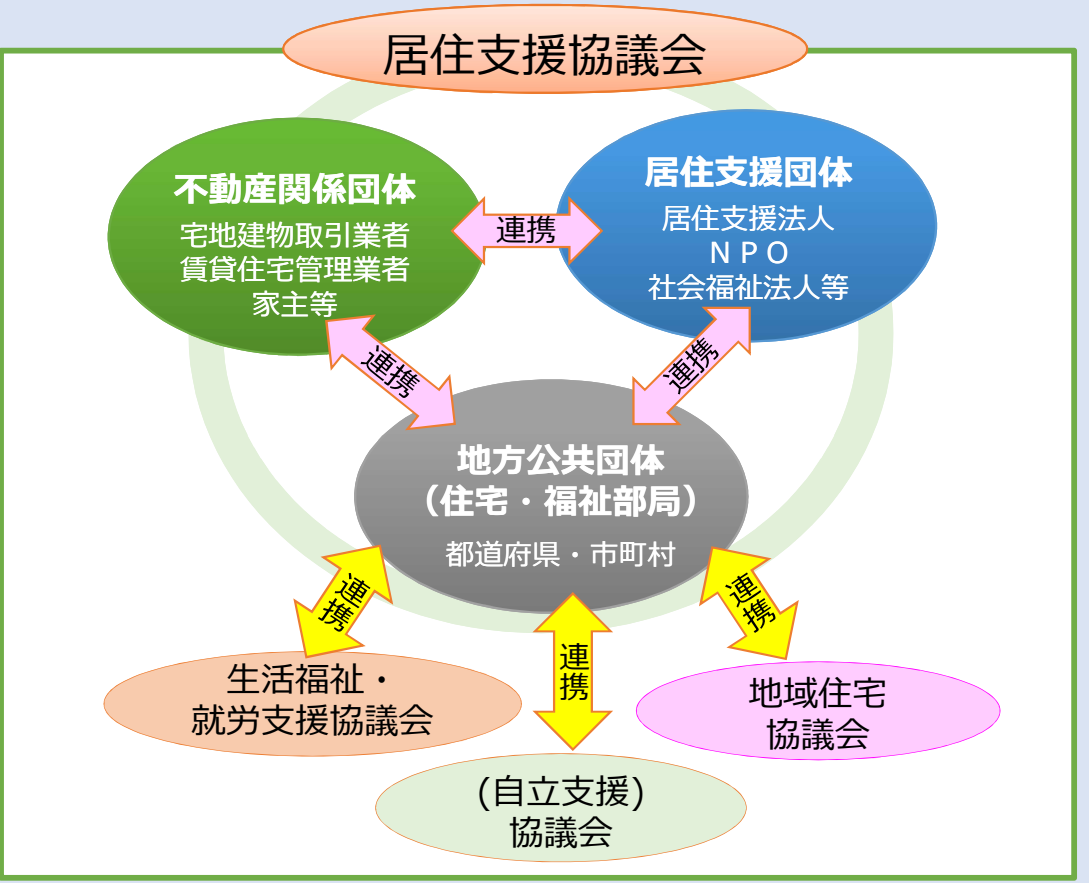 居住支援協議会
不動産関係団体
宅地建物取引業者
賃貸住宅管理業者
家主等
連携
居住支援団体
居住支援法人
ＮＰＯ
社会福祉法人等
連携
連携
地方公共団体
（住宅・福祉部局）
都道府県・市町村
連携
連携
連携
生活福祉・
就労支援協議会
(自立支援)
協議会
地域住宅
協議会